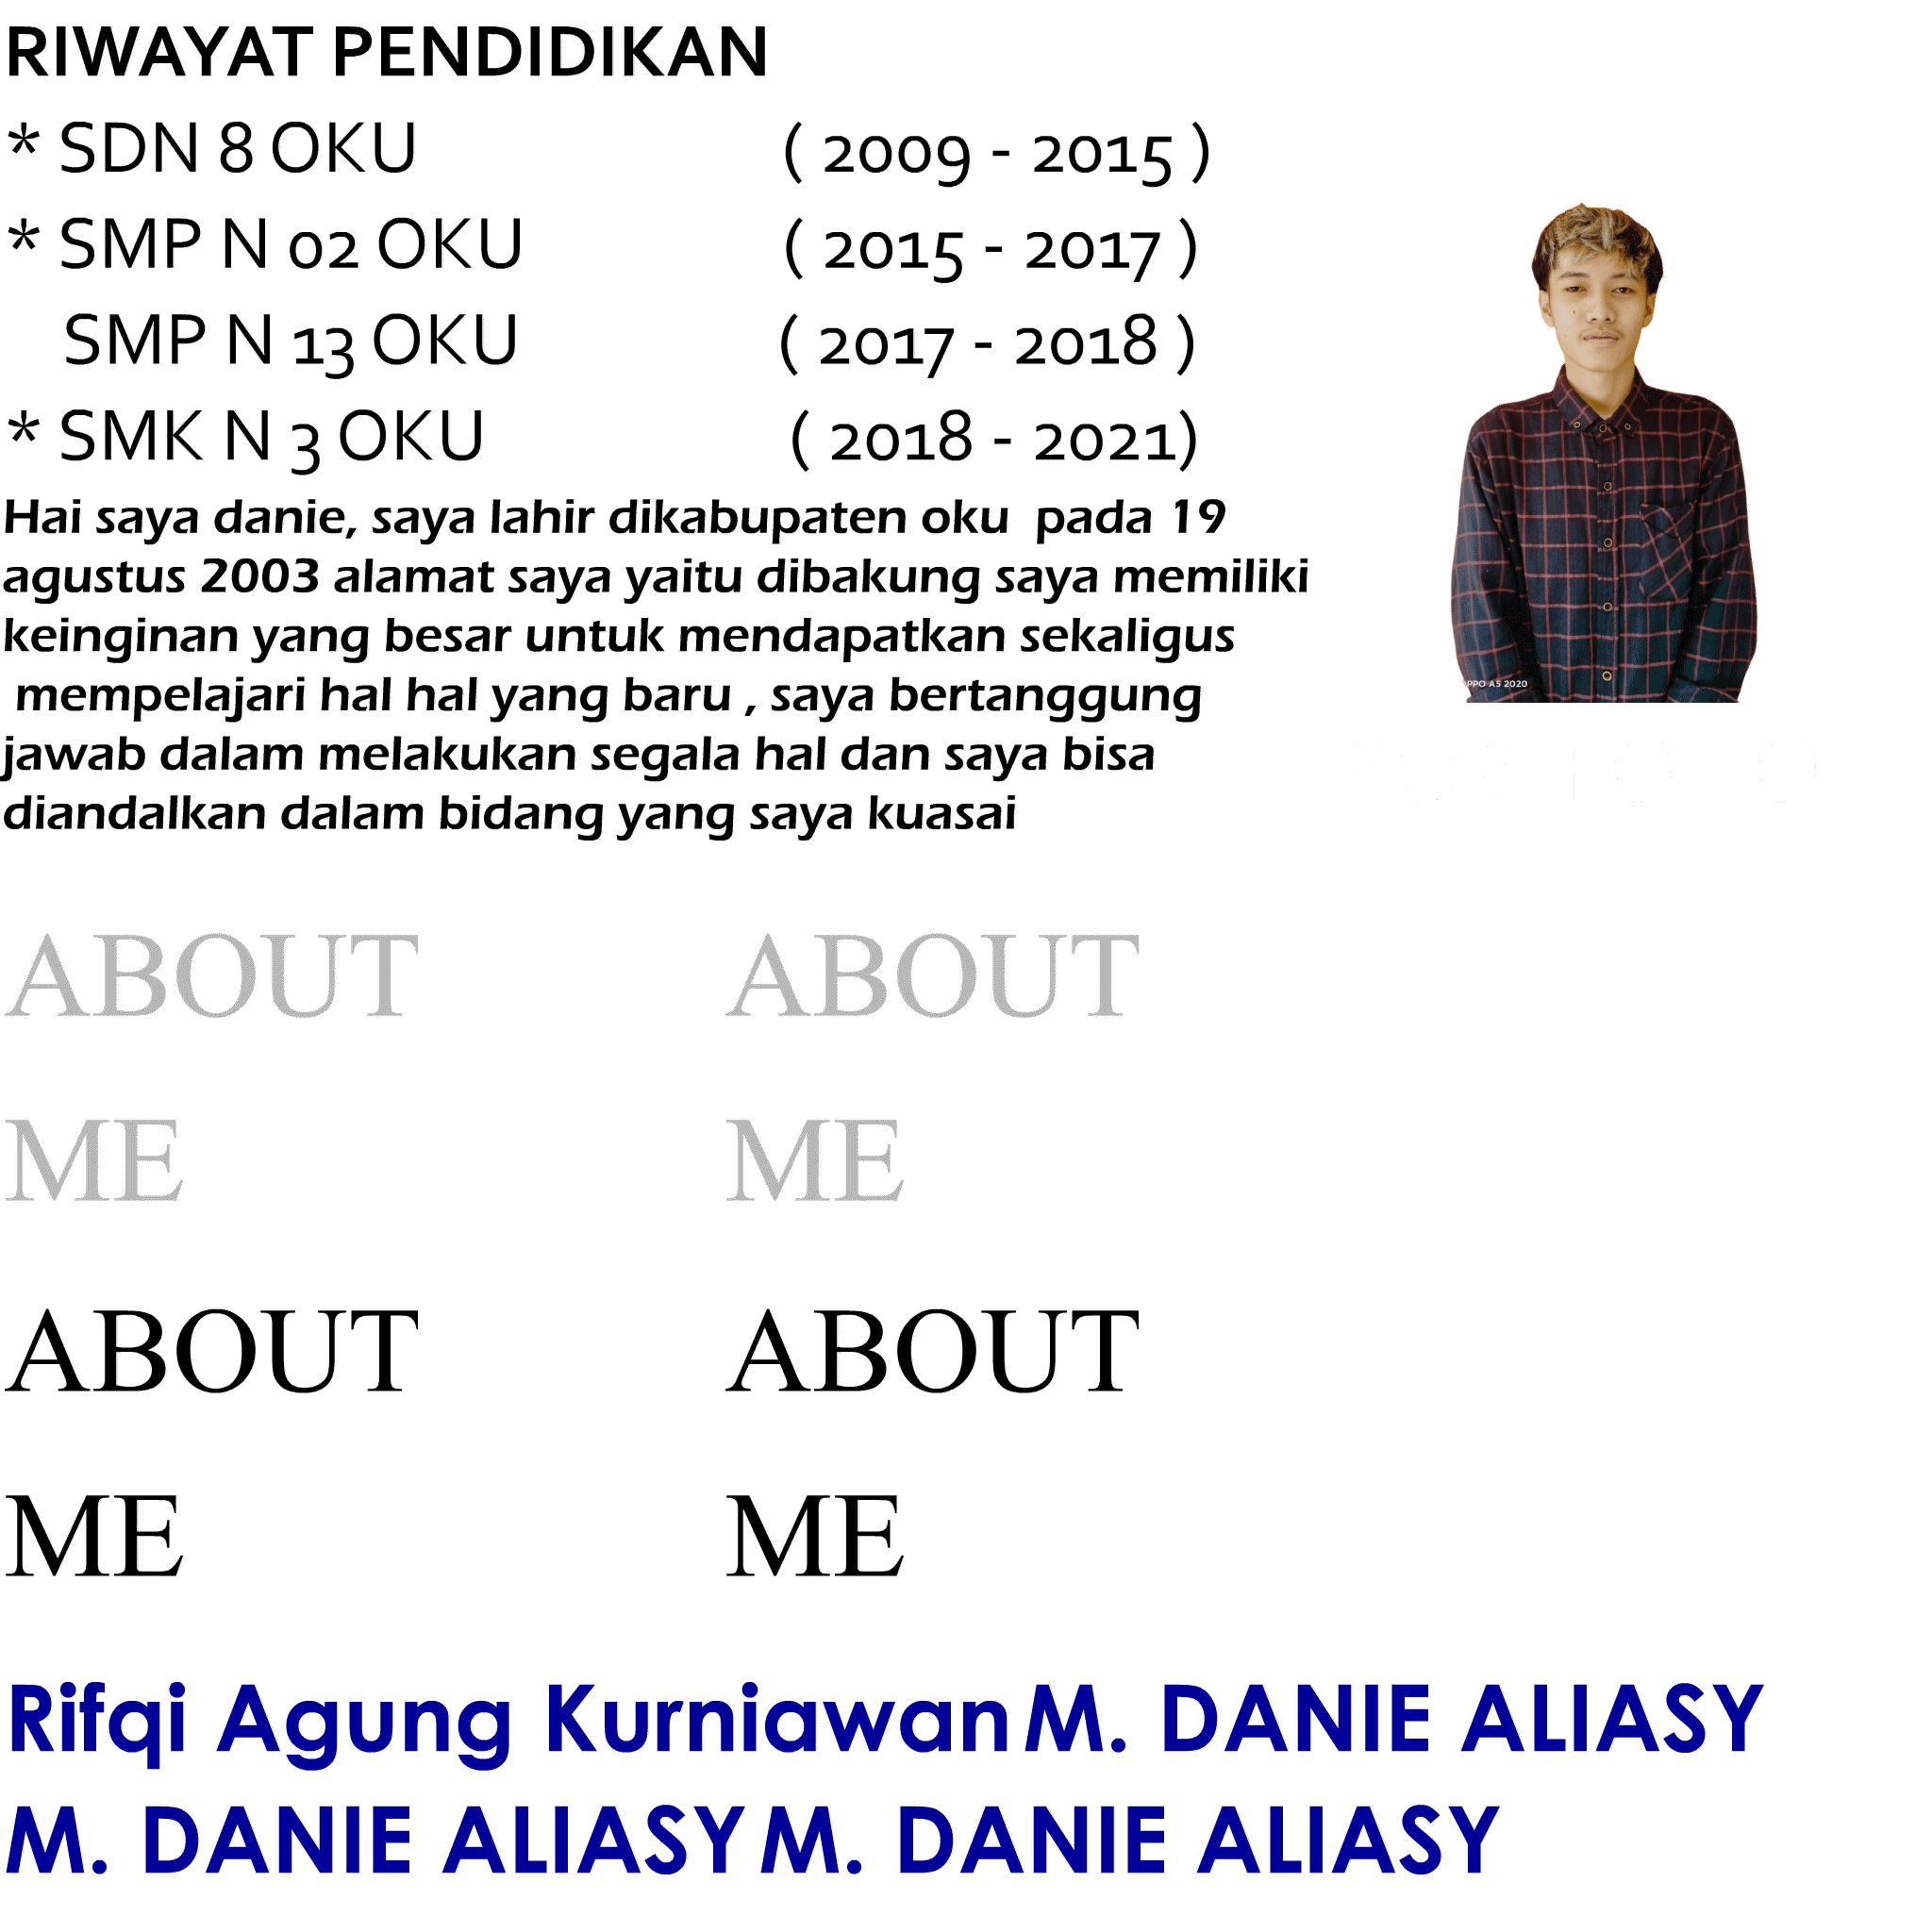 RIWAYAT PENDIDIKAN
* SDN 8 OKU ( 2009 - 2015 )
* SMP N 02 OKU ( 2015 - 2017 )
SMP N 13 OKU ( 2017 - 2018 )
* SMK N 3 OKU ( 2018 - 2021)
Hai saya danie, saya lahir dikabupaten oku pada 19
agustus 2003 alamat saya yaitu dibakung saya memiliki
keinginan yang besar untuk mendapatkan sekaligus
mempelajari hal hal yang baru , saya bertanggung
jawab dalam melakukan segala hal dan saya bisa
diandalkan dalam bidang yang saya kuasai
PPO A5 2020
ABOUT ABOUT
ME ME
ABOUT ABOUT
ME ME
Rifqi Agung Kurniawan M. DANIE ALIASY
M. DANIE ALIASY M. DANIE ALIASY